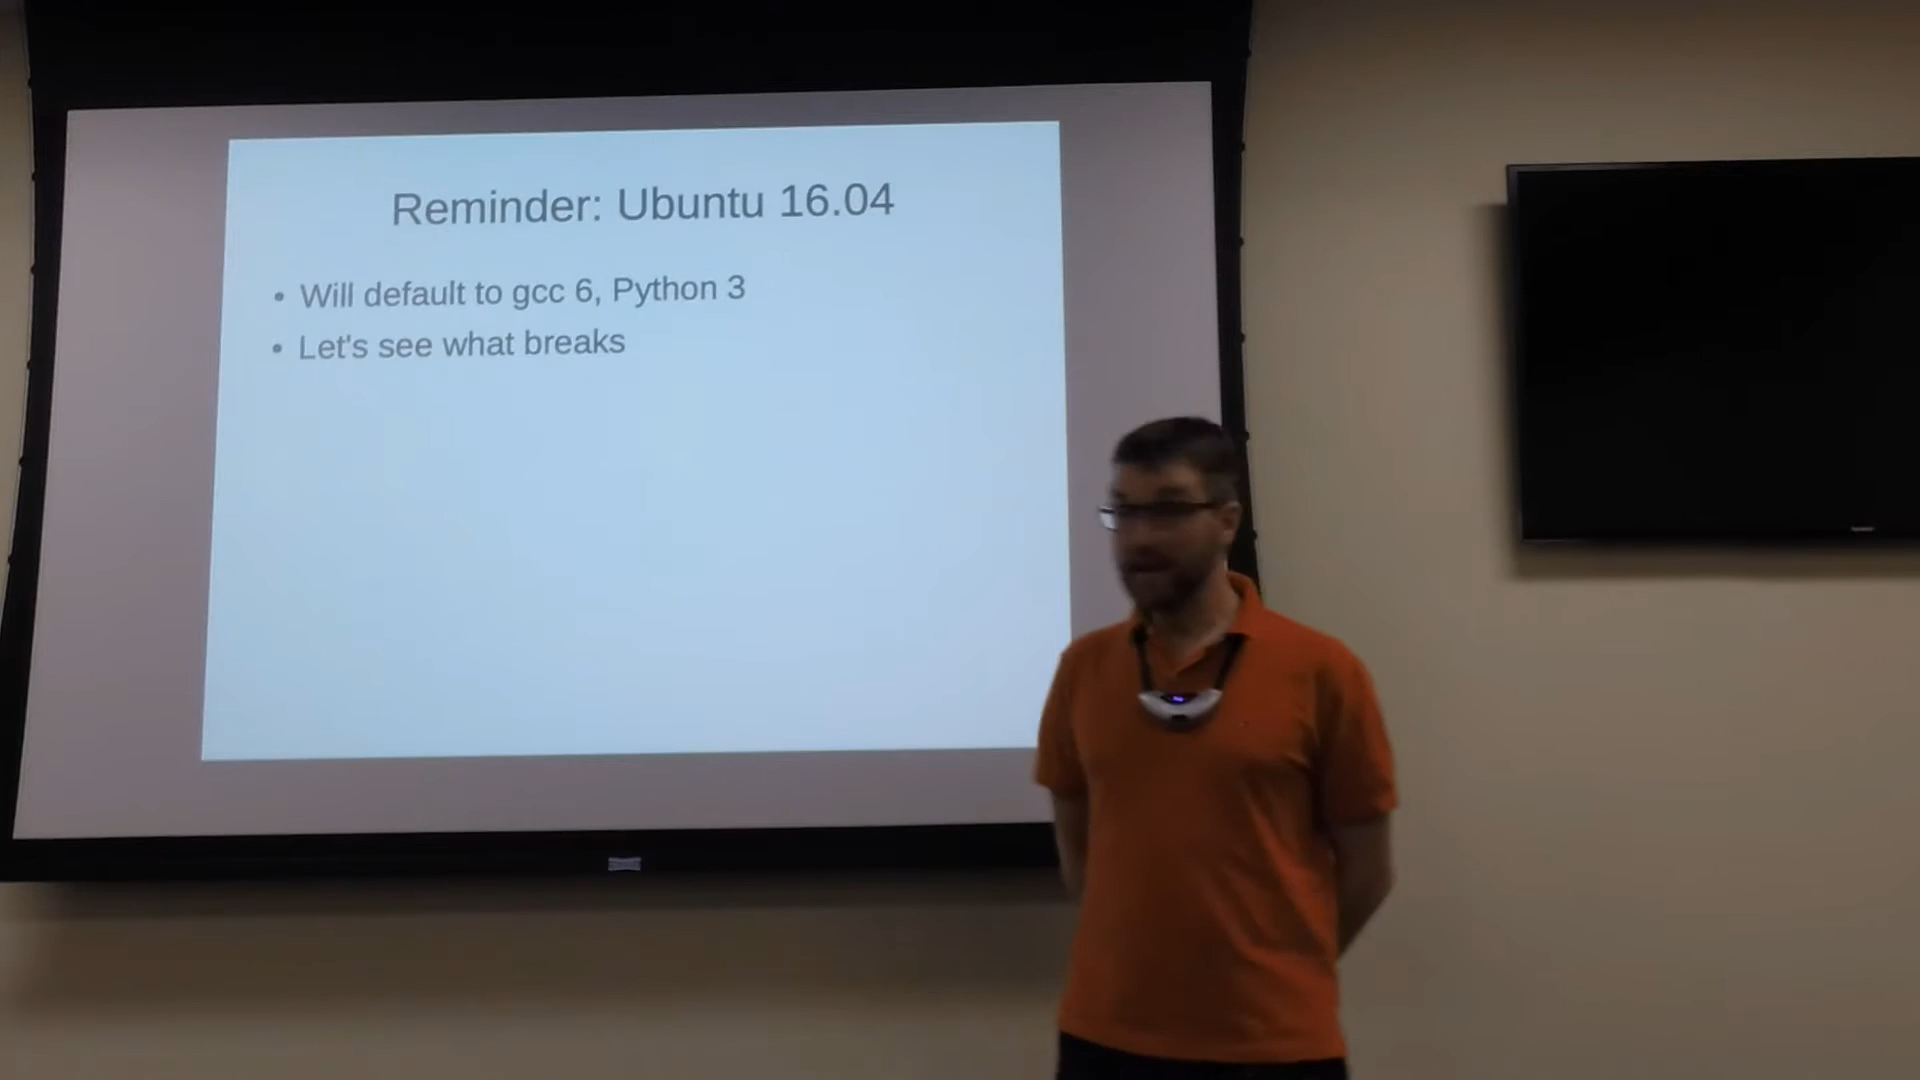 Reminder: Ubuntu 16.04
• Will default to gcc 6, Python 3
• Let's see what breaks